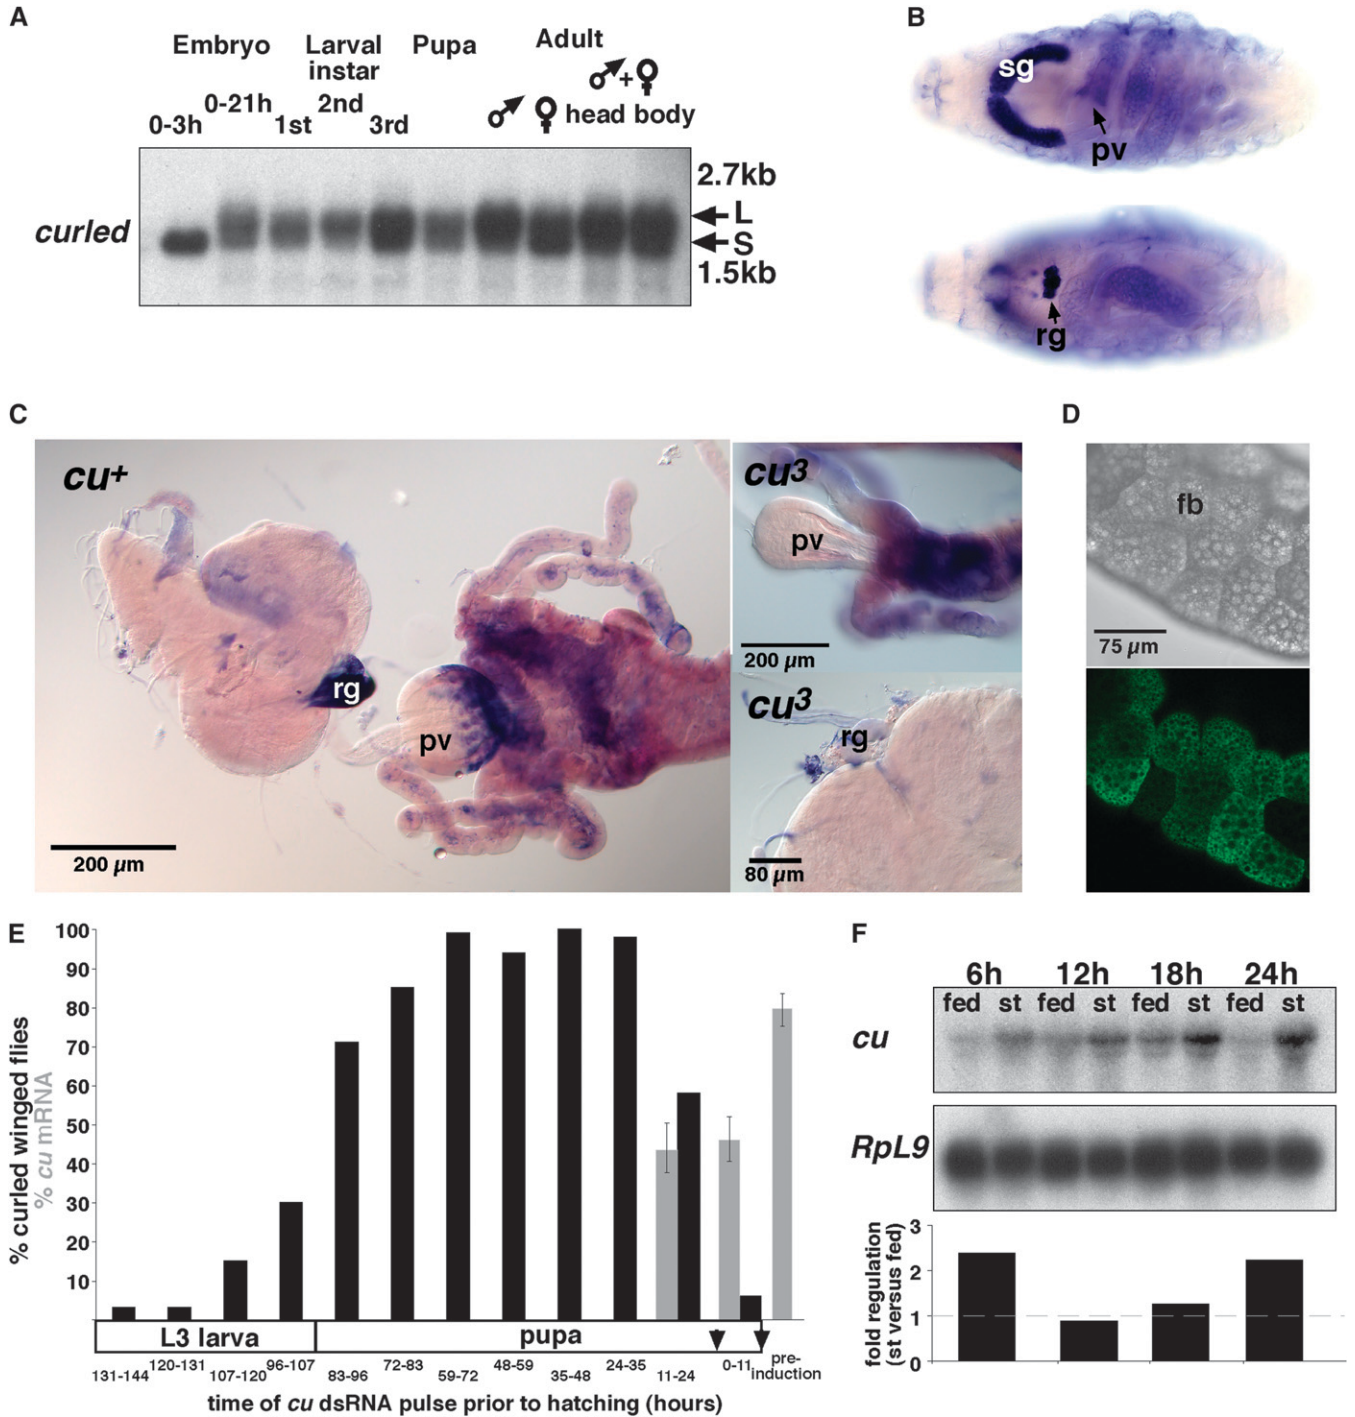 A
Embryo
Larval
instar
Pupa
Adult
♂+♀
0-3h
0-21h
1st
2nd
3rd
♂ ♀ head body
curled
2.7kb
L
S
1.5kb
B
sg
pv
rg
C
cu+
rg
pv
200 µm
cu3
pv
200 µm
cu3
rg
80 µm
D
fb
75 µm
E
% curled winged flies
% cu mRNA
100
90
80
70
60
50
40
30
20
10
L3 larva
pupa
131-144
120-131
107-120
96-107
83-96
72-83
59-72
48-59
35-48
24-35
11-24
0-11
pre-
induction
time of cu dsRNA pulse prior to hatching (hours)
F
6h 12h 18h 24h
fed st fed st fed st fed st
cu
RpL9
fold regulation
(st versus fed)
3
2
1
0